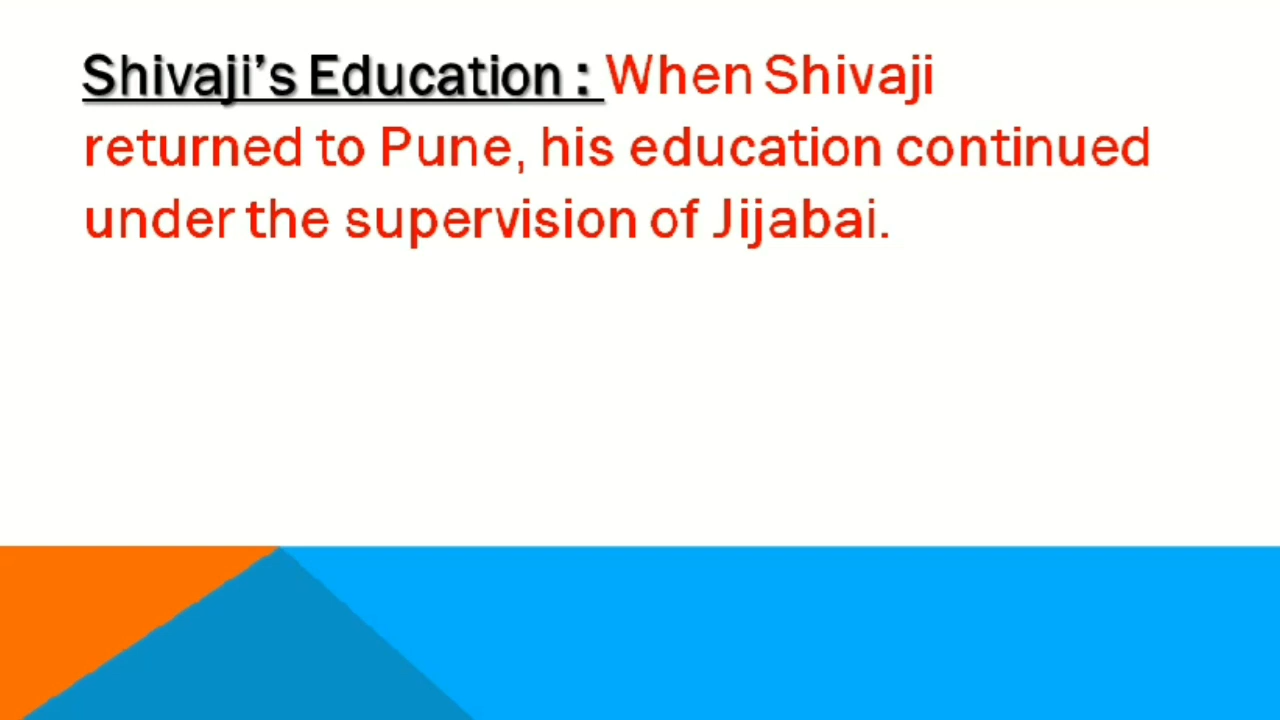 Shivaji’s Education : When Shivaji
returned to Pune, his education continued
under the supervision of Jijabai.